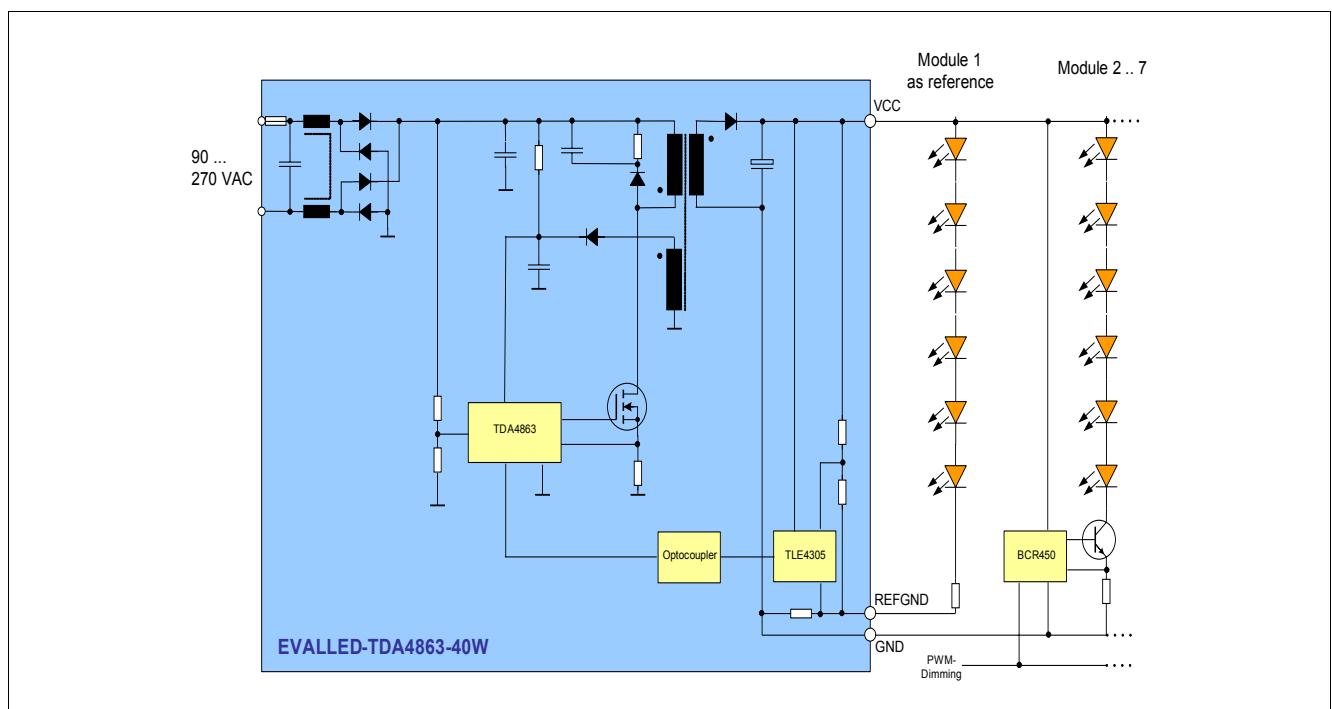 Module 1
as reference
Module 2 .. 7
VCC
90 ...
270 VAC
TDA4863
Optocoupler
TLE4305
BCR450
REFGND
GND
EVALLED-TDA4863-40W
PWM-
Dimming